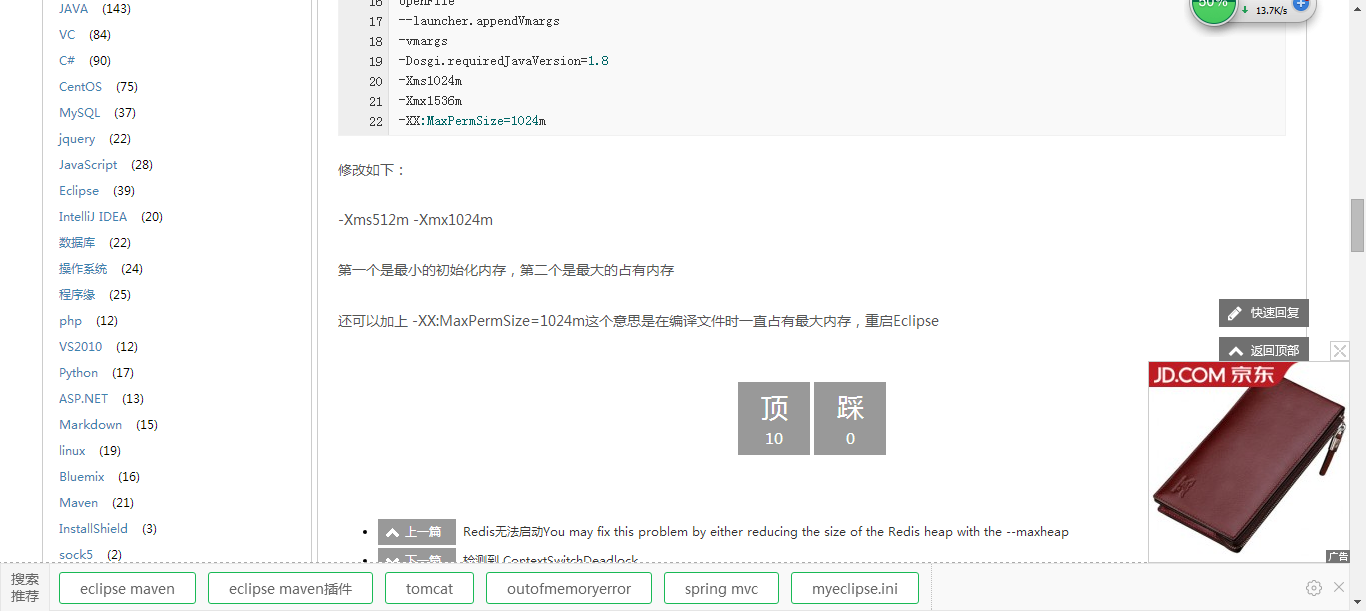 JAVA (143)
VC (84)
C# (90)
CentOS (75)
MySQL (37)
jquery (22)
JavaScript (28)
Eclipse (39)
IntelliJ IDEA (20)
数据库 (22)
操作系统 (24)
程序缘 (25)
php (12)
VS2010 (12)
Python (17)
ASP.NET (13)
Markdown (15)
linux (19)
Bluemix (16)
Maven (21)
InstallShield (3)
sock5 (2)
16 openFile
17 --launcher.appendVmargs
18 -vmargs
19 -Dosgi.requiredJavaVersion=1.8
20 -Xms1024m
21 -Xmx1536m
22 -XX:MaxPermSize=1024m
修改如下：
-Xms512m -Xmx1024m
第一个是最小的初始化内存，第二个是最大的占有内存
还可以加上 -XX:MaxPermSize=1024m这个意思是在编译文件时一直占有最大内存，重启Eclipse
顶
10
踩
0
上一篇 Redis无法启动You may fix this problem by either reducing the size of the Redis heap with the --maxheap
下一篇 检测到 ContextSwitchDeadlock
50%
13.7K/s
快速回复
返回顶部
JD.COM 京东
广告
搜索
推荐
eclipse maven
eclipse maven插件
tomcat
outofmemoryerror
spring mvc
myeclipse.ini